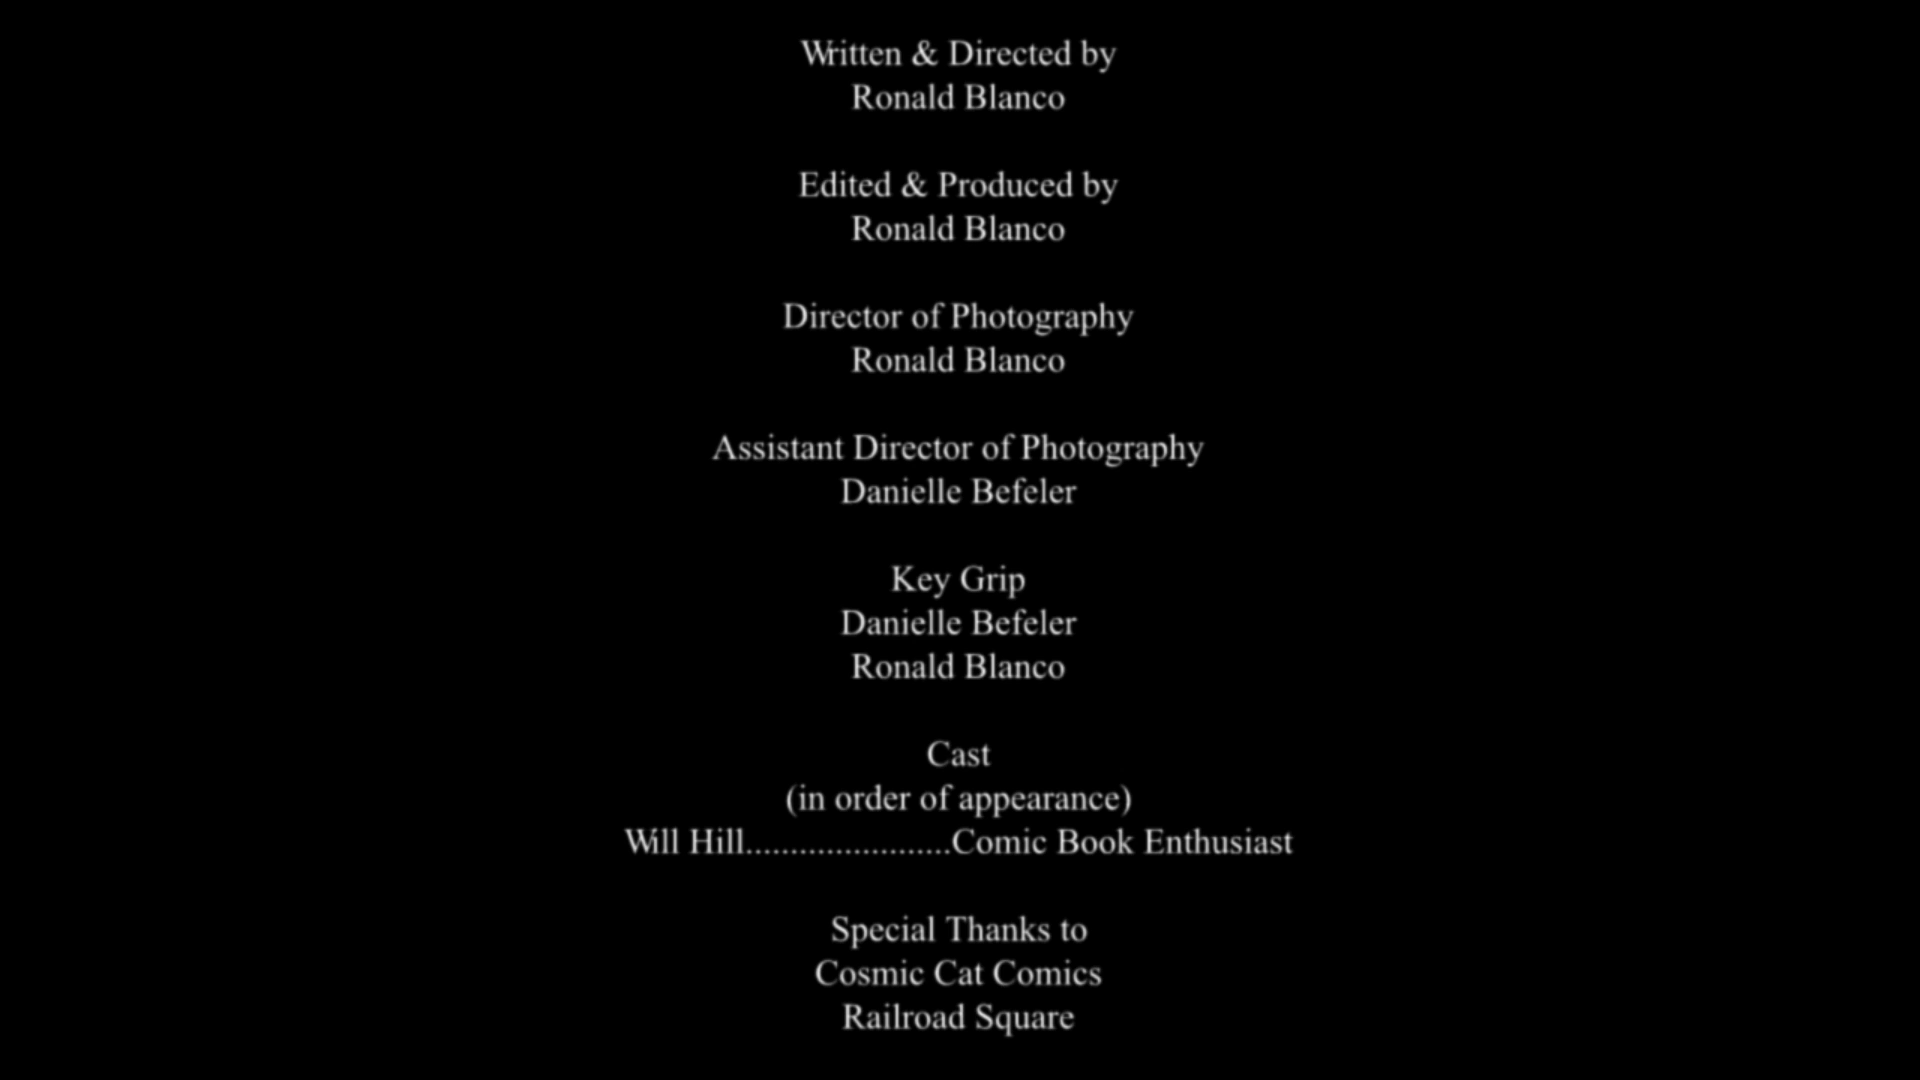 Written & Directed by
Ronald Blanco
Edited & Produced by
Ronald Blanco
Director of Photography
Ronald Blanco
Assistant Director of Photography
Danielle Befeler
Key Grip
Danielle Befeler
Ronald Blanco
Cast
(in order of appearance)
Will Hill.......................Comic Book Enthusiast
Special Thanks to
Cosmic Cat Comics
Railroad Square